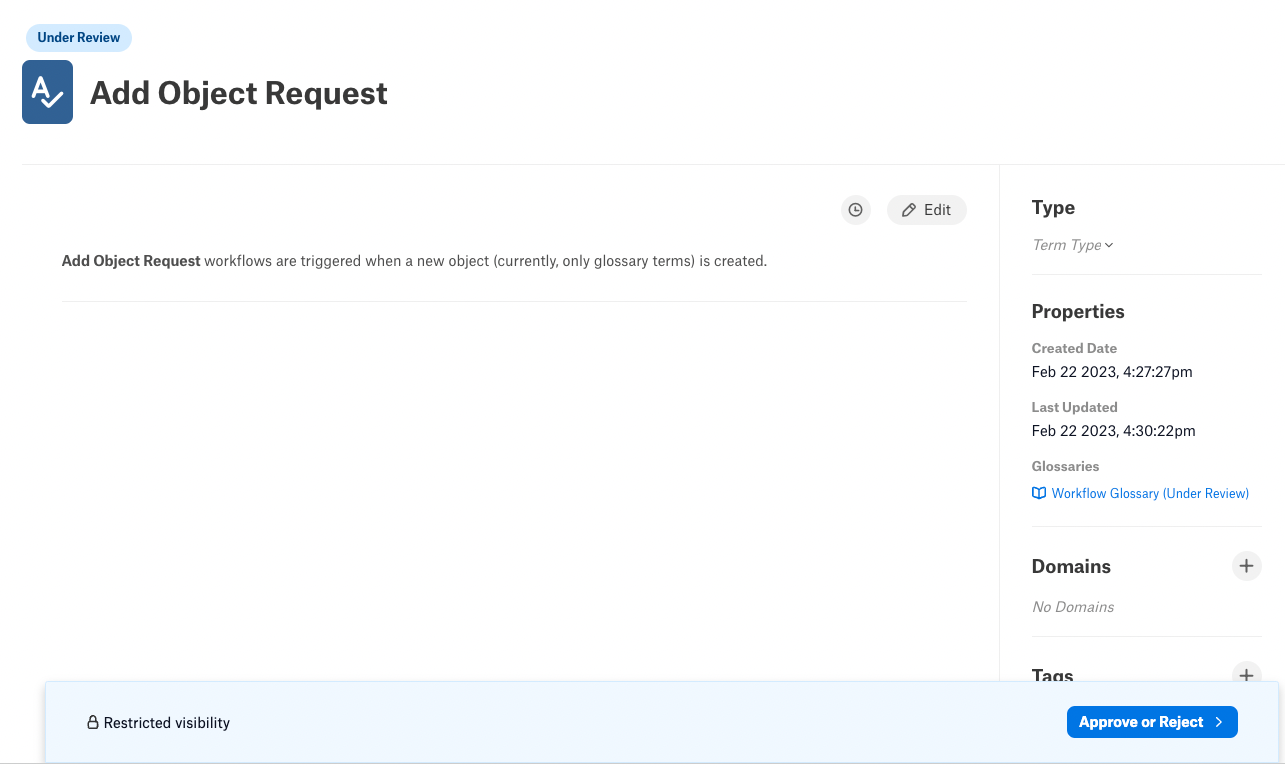 Under Review
Add Object Request
Edit
Add Object Request workflows are triggered when a new object (currently, only glossary terms) is created.
Type
Term Type
Properties
Created Date
Feb 22 2023, 4:27:27pm
Last Updated
Feb 22 2023, 4:30:22pm
Glossaries
Workflow Glossary (Under Review)
Domains
No Domains
Tags
Restricted visibility
Approve or Reject